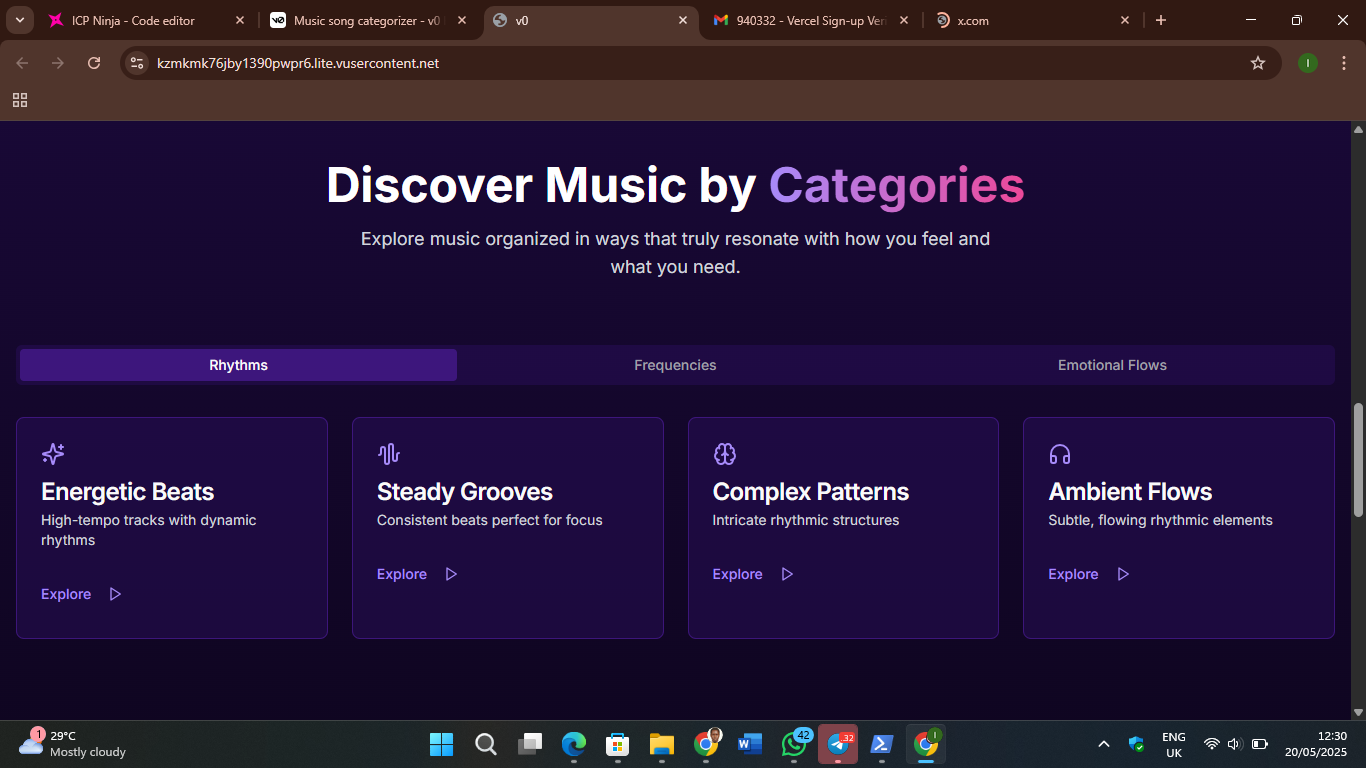 ICP Ninja - Code editor
Music song categorizer - v0
v0
940332 - Vercel Sign-up Veri
x.com
kzmkmk76jby1390pwpr6.lite.vusercontent.net
I
Discover Music by Categories
Explore music organized in ways that truly resonate with how you feel and
what you need.
Rhythms
Frequencies
Emotional Flows
Energetic Beats
High-tempo tracks with dynamic
rhythms
Explore
Steady Grooves
Consistent beats perfect for focus
Explore
Complex Patterns
Intricate rhythmic structures
Explore
Ambient Flows
Subtle, flowing rhythmic elements
Explore
1
29°C
Mostly cloudy
42
32
I
ENG
UK
12:30
20/05/2025